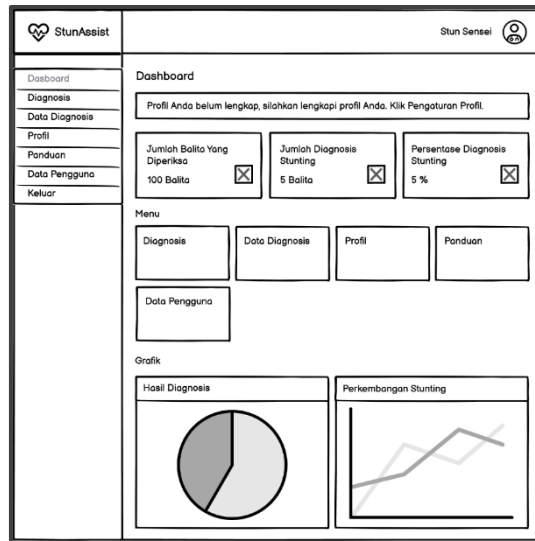 StunAssist
Stun Sensei
Dasboard
Diagnosis
Data Diagnosis
Profil
Panduan
Data Pengguna
Keluar
Dashboard
Profil Anda belum lengkap, silahkan lengkapi profil Anda. Klik Pengaturan Profil.
Jumlah Balita Yang
Diperiksa
100 Balita
Jumlah Diagnosis
Stunting
5 Balita
Persentase Diagnosis
Stunting
5 %
Menu
Diagnosis
Data Diagnosis
Profil
Panduan
Data Pengguna
Grafik
Hasil Diagnosis
Perkembangan Stunting